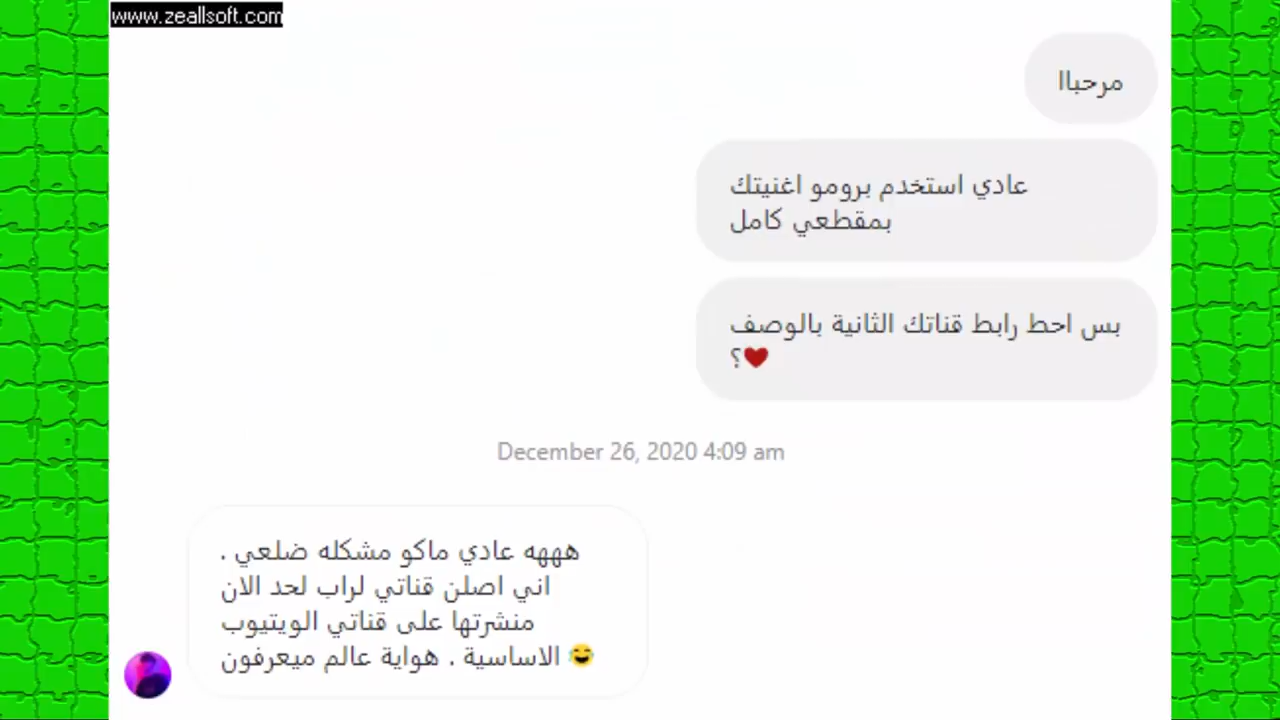 www.zeallsoft.com
مرحباا
عادي استخدم برومو اغنيتك
بمقطعي كامل
بس احط رابط قناتك الثانية بالوصف
❤؟
December 26, 2020 4:09 am
هههه عادي ماكو مشكله ضلعي .
اني اصلن قناتي لراب لحد الان
منشرتها على قناتي الويتيوب
الاساسية . هواية عالم ميعرفون 😂